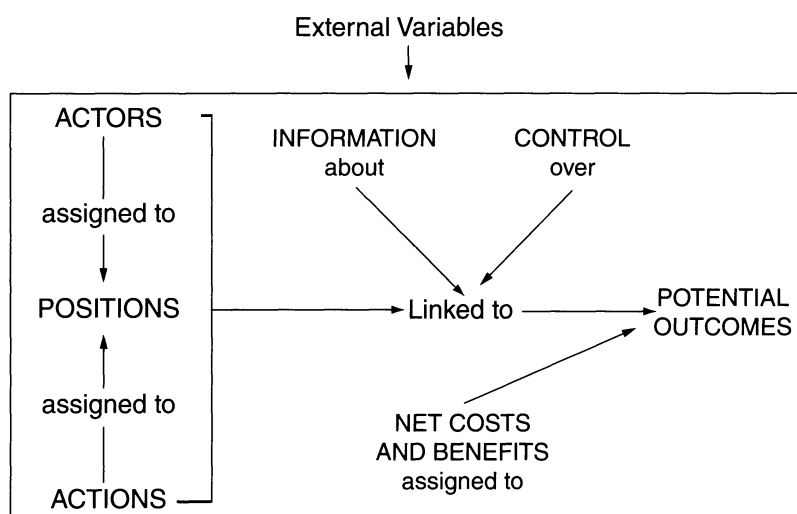 External Variables
ACTORS
assigned to
POSITIONS
assigned to
ACTIONS
INFORMATION
about
CONTROL
over
Linked to
POTENTIAL
OUTCOMES
NET COSTS
AND BENEFITS
assigned to